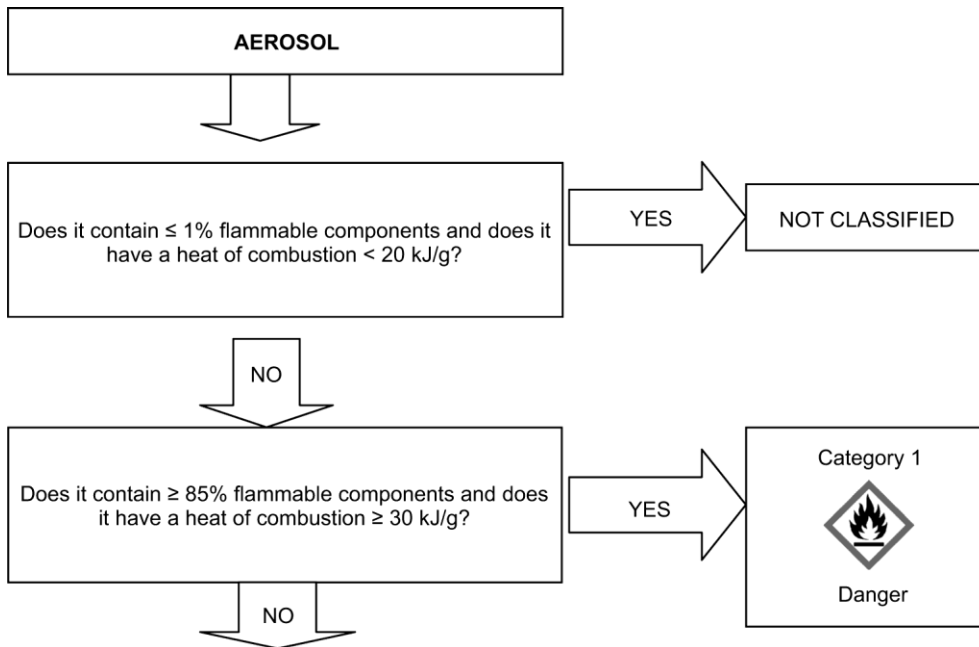 AEROSOL
Does it contain ≤ 1% flammable components and does it
have a heat of combustion < 20 kJ/g?
YES
NOT CLASSIFIED
NO
Does it contain ≥ 85% flammable components and does
it have a heat of combustion ≥ 30 kJ/g?
YES
Category 1
Danger
NO